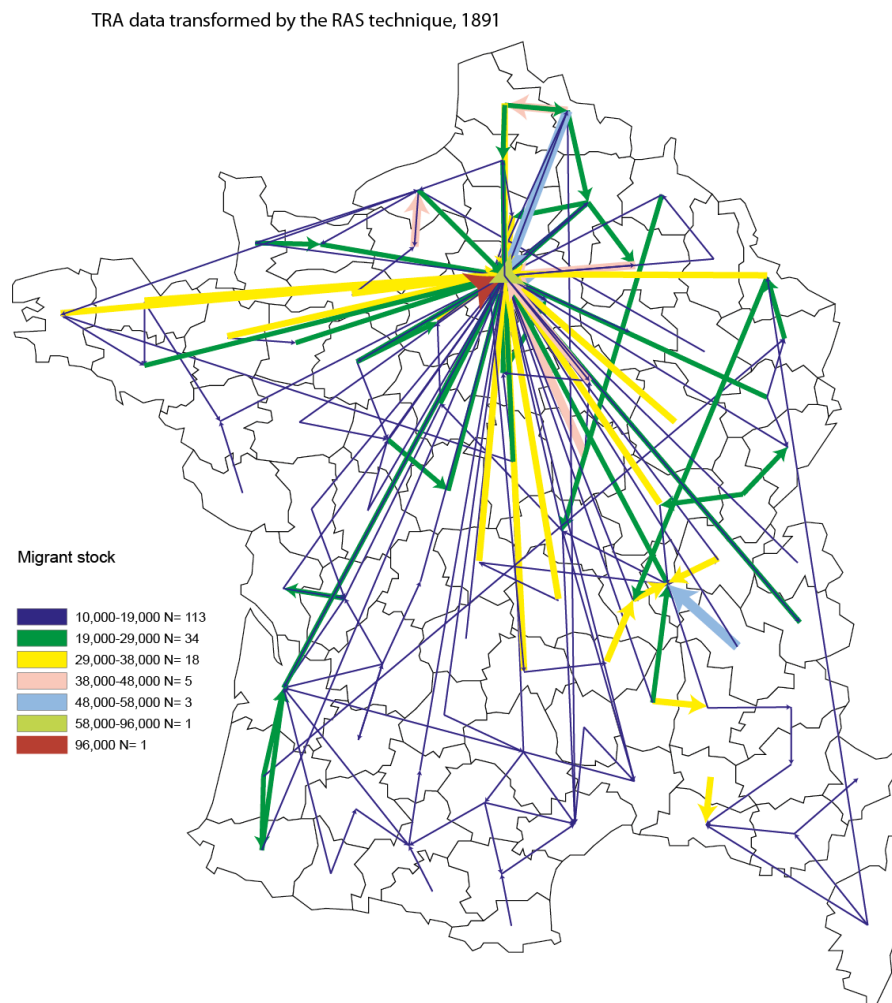 TRA data transformed by the RAS technique, 1891
Migrant stock
10,000-19,000 N= 113
19,000-29,000 N= 34
29,000-38,000 N= 18
38,000-48,000 N= 5
48,000-58,000 N= 3
58,000-96,000 N= 1
96,000 N= 1